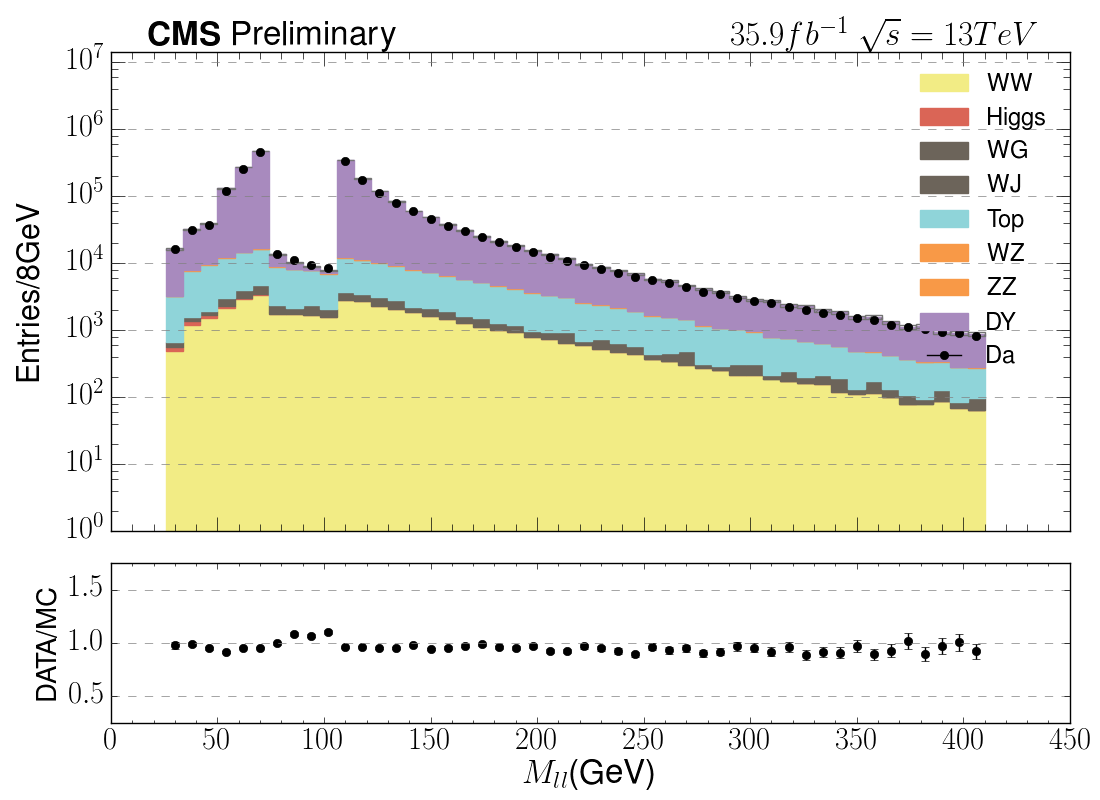 CMS Preliminary 35.9fb⁻¹ √s = 13TeV
Entries/8GeV
10⁷
10⁶
10⁵
10⁴
10³
10²
10¹
10⁰
WW
Higgs
WG
WJ
Top
WZ
ZZ
DY
Da
DATA/MC
1.5
1.0
0.5
0 50 100 150 200 250 300 350 400 450
M_ll(GeV)